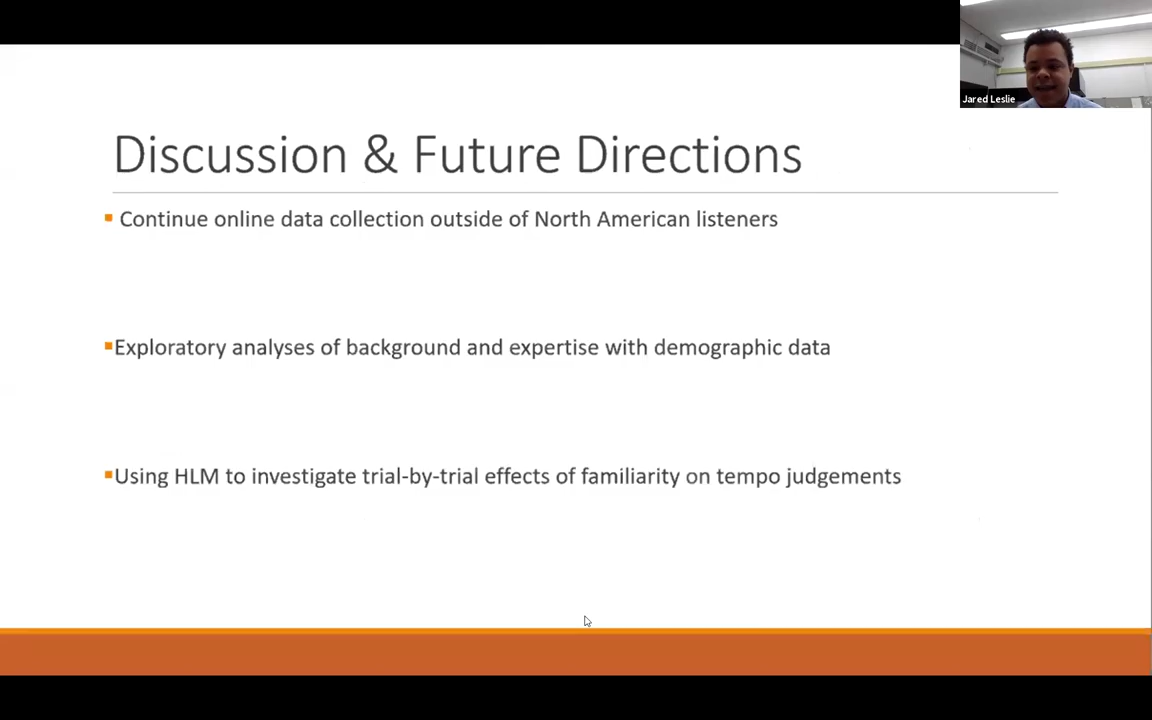 Jared Leslie
Discussion & Future Directions
Continue online data collection outside of North American listeners
Exploratory analyses of background and expertise with demographic data
Using HLM to investigate trial-by-trial effects of familiarity on tempo judgements